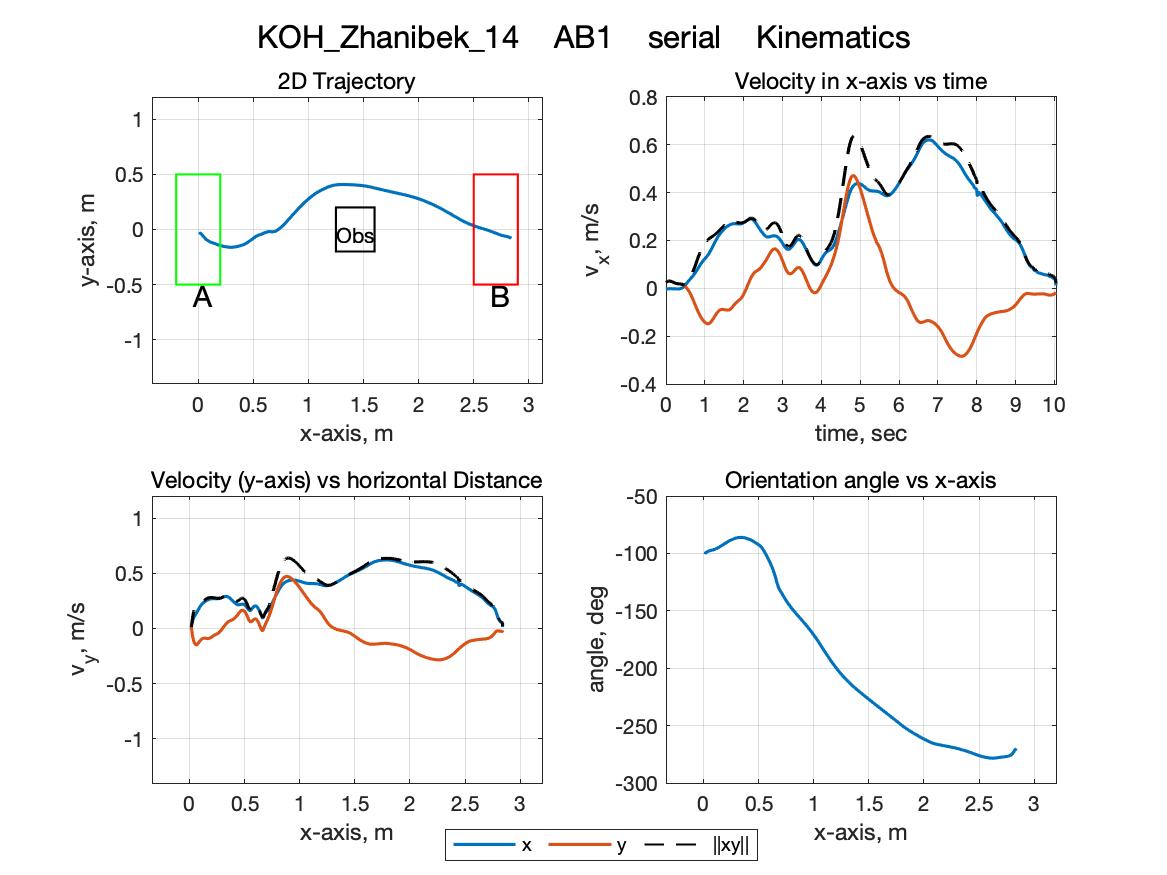 KOH_Zhanibek_14 AB1 serial Kinematics
2D Trajectory
1
0.5
0
-0.5
-1
y-axis, m
Obs
A
B
0 0.5 1 1.5 2 2.5 3
x-axis, m
Velocity in x-axis vs time
0.8
0.6
0.4
0.2
0
-0.2
-0.4
vx, m/s
0 1 2 3 4 5 6 7 8 9 10
time, sec
Velocity (y-axis) vs horizontal Distance
1
0.5
0
-0.5
-1
vy, m/s
0 0.5 1 1.5 2 2.5 3
x-axis, m
Orientation angle vs x-axis
-50
-100
-150
-200
-250
-300
angle, deg
0 0.5 1 1.5 2 2.5 3
x-axis, m
x y ||xy||